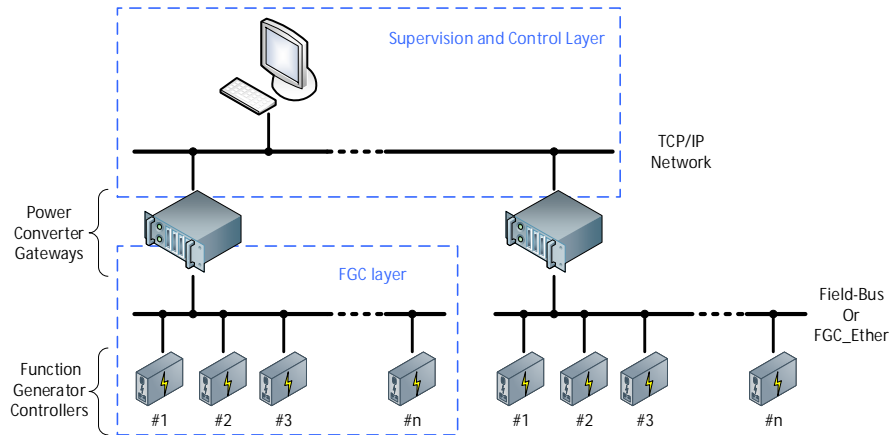 Supervision and Control Layer
TCP/IP
Network
Power
Converter
Gateways
FGC layer
Field-Bus
Or
FGC_Ether
Function
Generator
Controllers
#1
#2
#3
#n
#1
#2
#3
#n